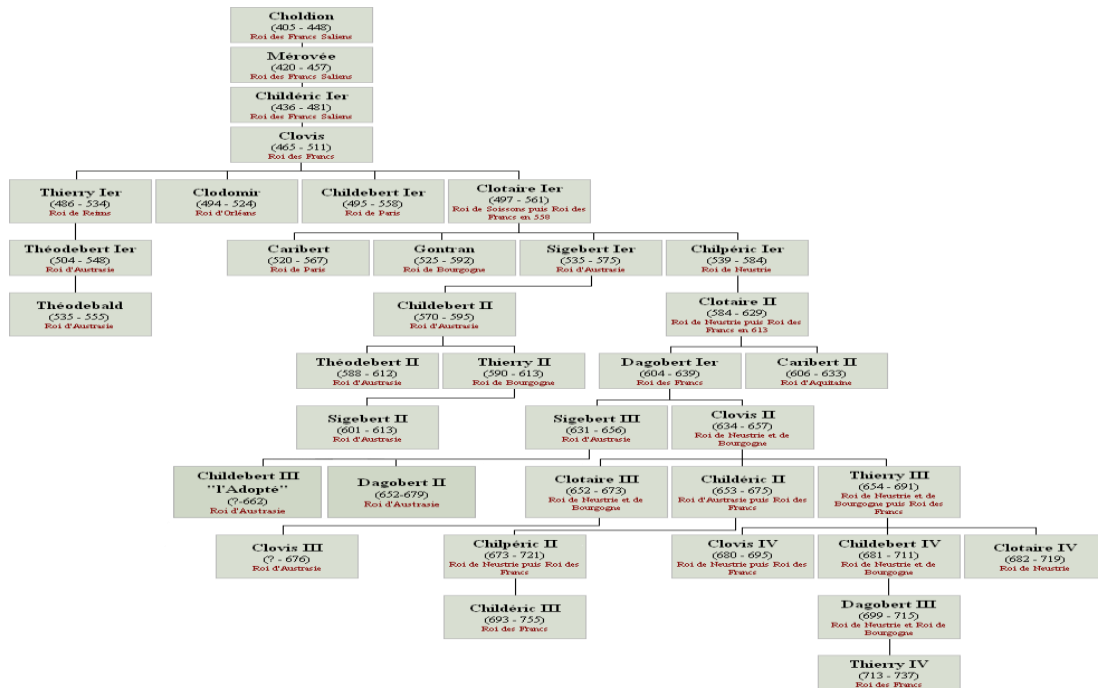 Choldion
(405 - 448)
Roi des Francs Saliens
Mérovée
(420 - 457)
Roi des Francs Saliens
Childéric Ier
(436 - 481)
Roi des Francs Saliens
Clovis
(465 - 511)
Roi des Francs
Thierry Ier
(486 - 534)
Roi de Reims
Clodomir
(494 - 524)
Roi d'Orléans
Childebert Ier
(495 - 558)
Roi de Paris
Clotaire Ier
(497 - 561)
Roi de Soissons puis Roi des
Francs en 558
Théodebert Ier
(504 - 548)
Roi d'Austrasie
Caribert
(520 - 567)
Roi de Paris
Gontran
(525 - 592)
Roi de Bourgogne
Sigebert Ier
(535 - 575)
Roi d'Austrasie
Chilpéric Ier
(539 - 584)
Roi de Neustrie
Théodebald
(535 - 555)
Roi d'Austrasie
Childebert II
(570 - 595)
Roi d'Austrasie
Clotaire II
(584 - 629)
Roi de Neustrie puis Roi des
Francs en 613
Théodebert II
(588 - 612)
Roi d'Austrasie
Thierry II
(590 - 613)
Roi de Bourgogne
Dagobert Ier
(604 - 639)
Roi des Francs
Caribert II
(606 - 633)
Roi d'Aquitaine
Sigebert II
(601 - 613)
Roi d'Austrasie
Sigebert III
(631 - 656)
Roi d'Austrasie
Clovis II
(634 - 657)
Roi de Neustrie et de
Bourgogne
Childebert III
"l'Adopté"
(?-662)
Roi d'Austrasie
Dagobert II
(652-679)
Roi d'Austrasie
Clotaire III
(652 - 673)
Roi de Neustrie et de
Bourgogne
Childéric II
(653 - 675)
Roi d'Austrasie puis Roi des
Francs
Thierry III
(654 - 691)
Roi de Neustrie et de
Bourgogne puis Roi des
Francs
Clovis III
(? - 676)
Roi d'Austrasie
Chilpéric II
(673 - 721)
Roi de Neustrie puis Roi des
Francs
Clovis IV
(680 - 695)
Roi de Neustrie puis Roi des
Francs
Childebert IV
(681 - 711)
Roi de Neustrie et de
Bourgogne
Clotaire IV
(682 - 719)
Roi de Neustrie
Childéric III
(693 - 755)
Roi des Francs
Dagobert III
(699 - 715)
Roi de Neustrie et Roi de
Bourgogne
Thierry IV
(713 - 737)
Roi des Francs